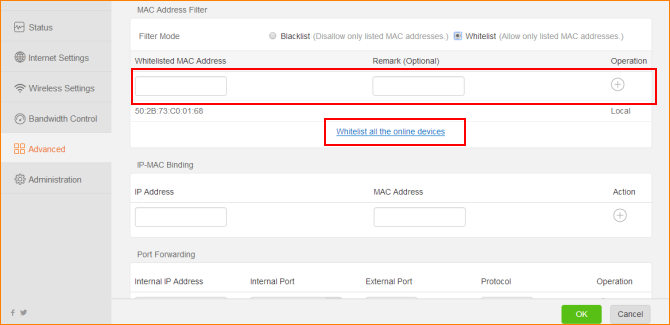 MAC Address Filter
Status
Filter Mode Blacklist (Disallow only listed MAC addresses.) Whitelist (Allow only listed MAC addresses.)
Internet Settings
Whitelisted MAC Address Remark (Optional) Operation
Wireless Settings
50:2B:73:C0:01:68 Local
Bandwidth Control
Whitelist all the online devices
Advanced
IP-MAC Binding
Administration
IP Address MAC Address Action
Port Forwarding
Internal IP Address Internal Port External Port Protocol Operation
OK Cancel